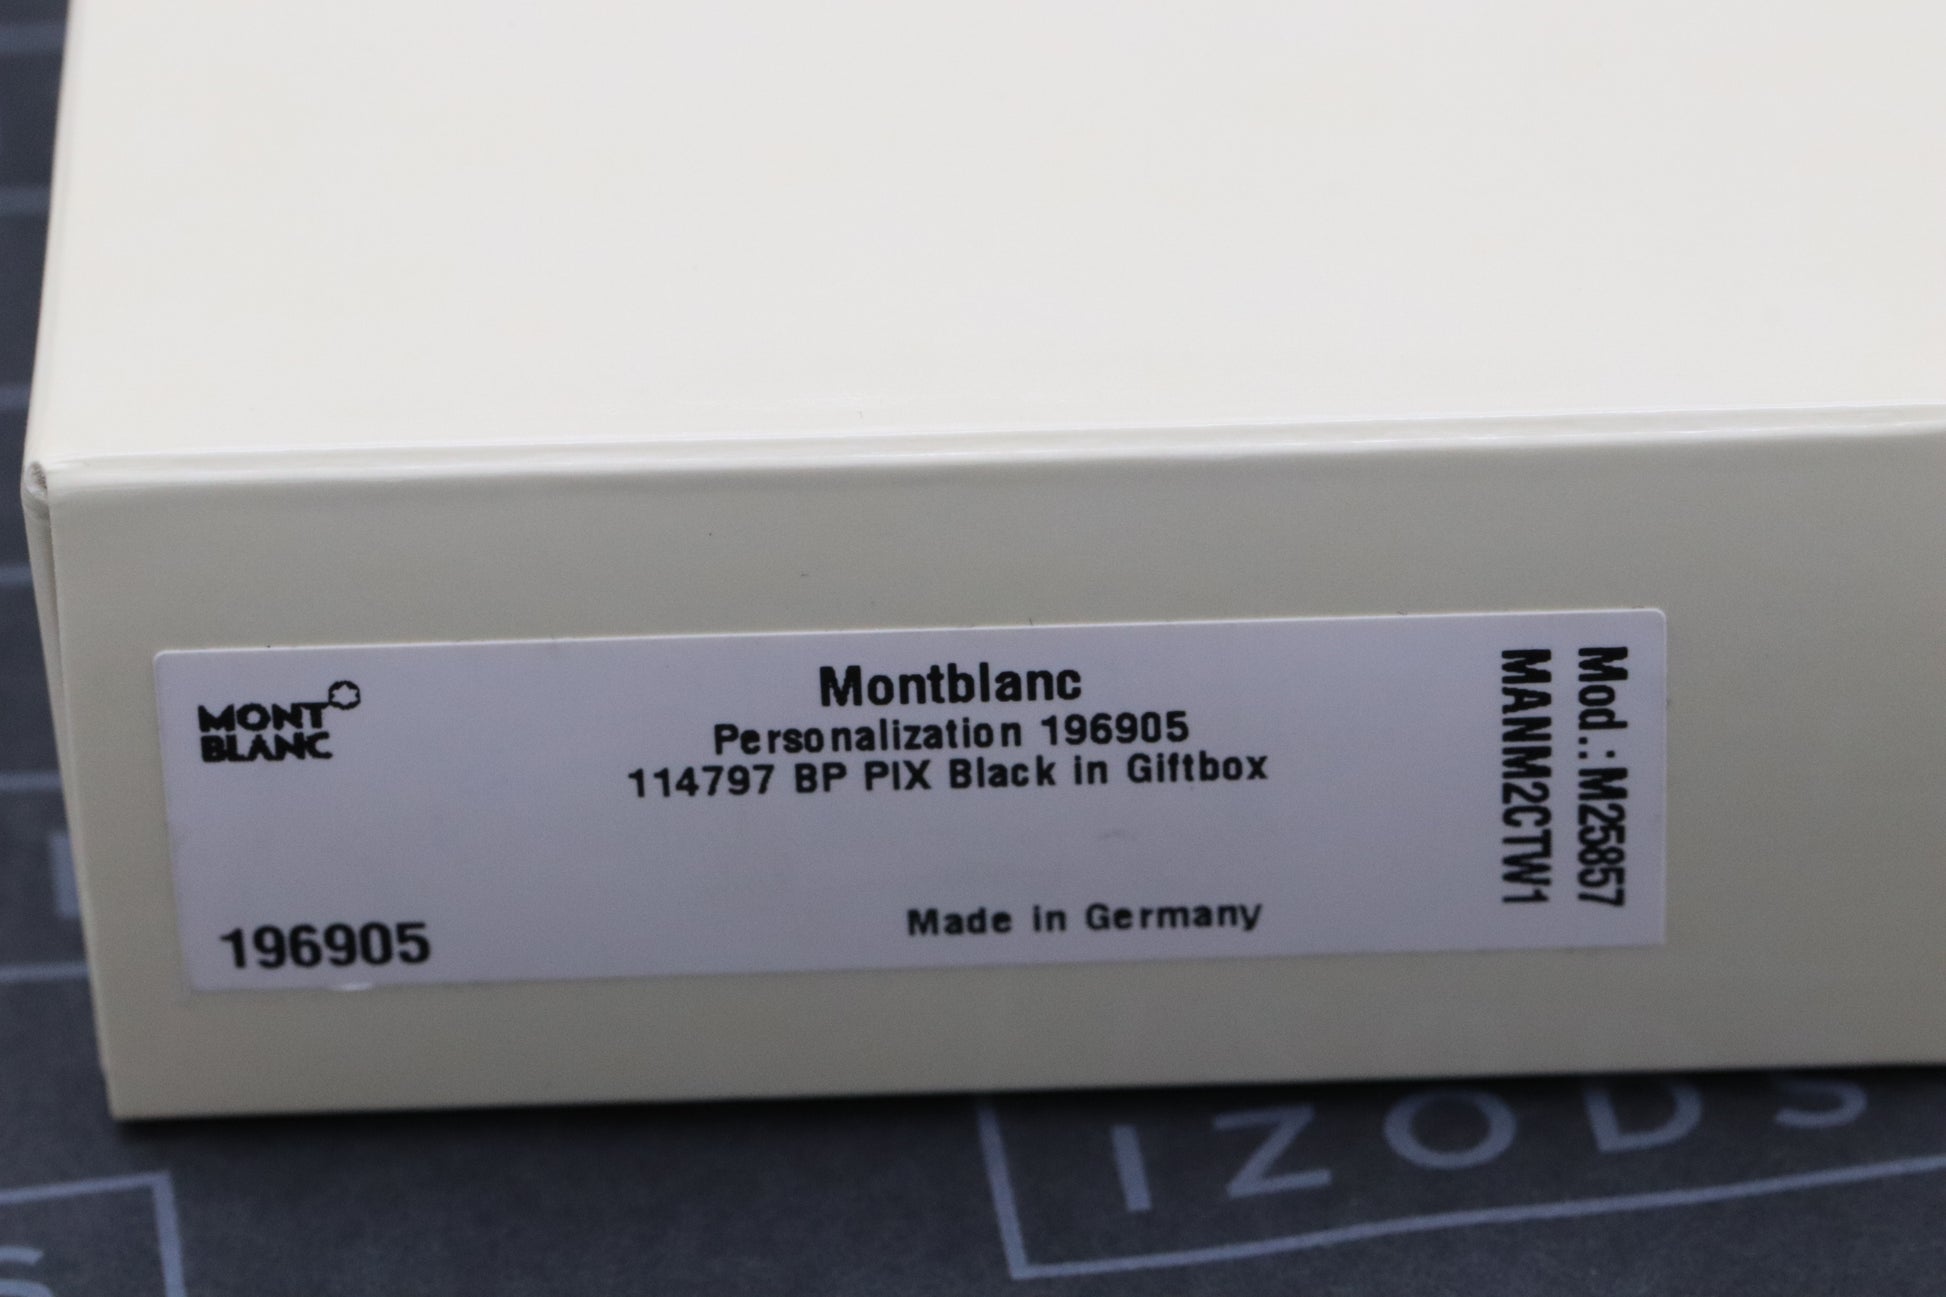 MONT
BLANC
Montblanc
Personalization 196905
114797 BP PIX Black in Giftbox
Made in Germany
196905
Mod.:M25857
MANM2CTW1
IZODS
S